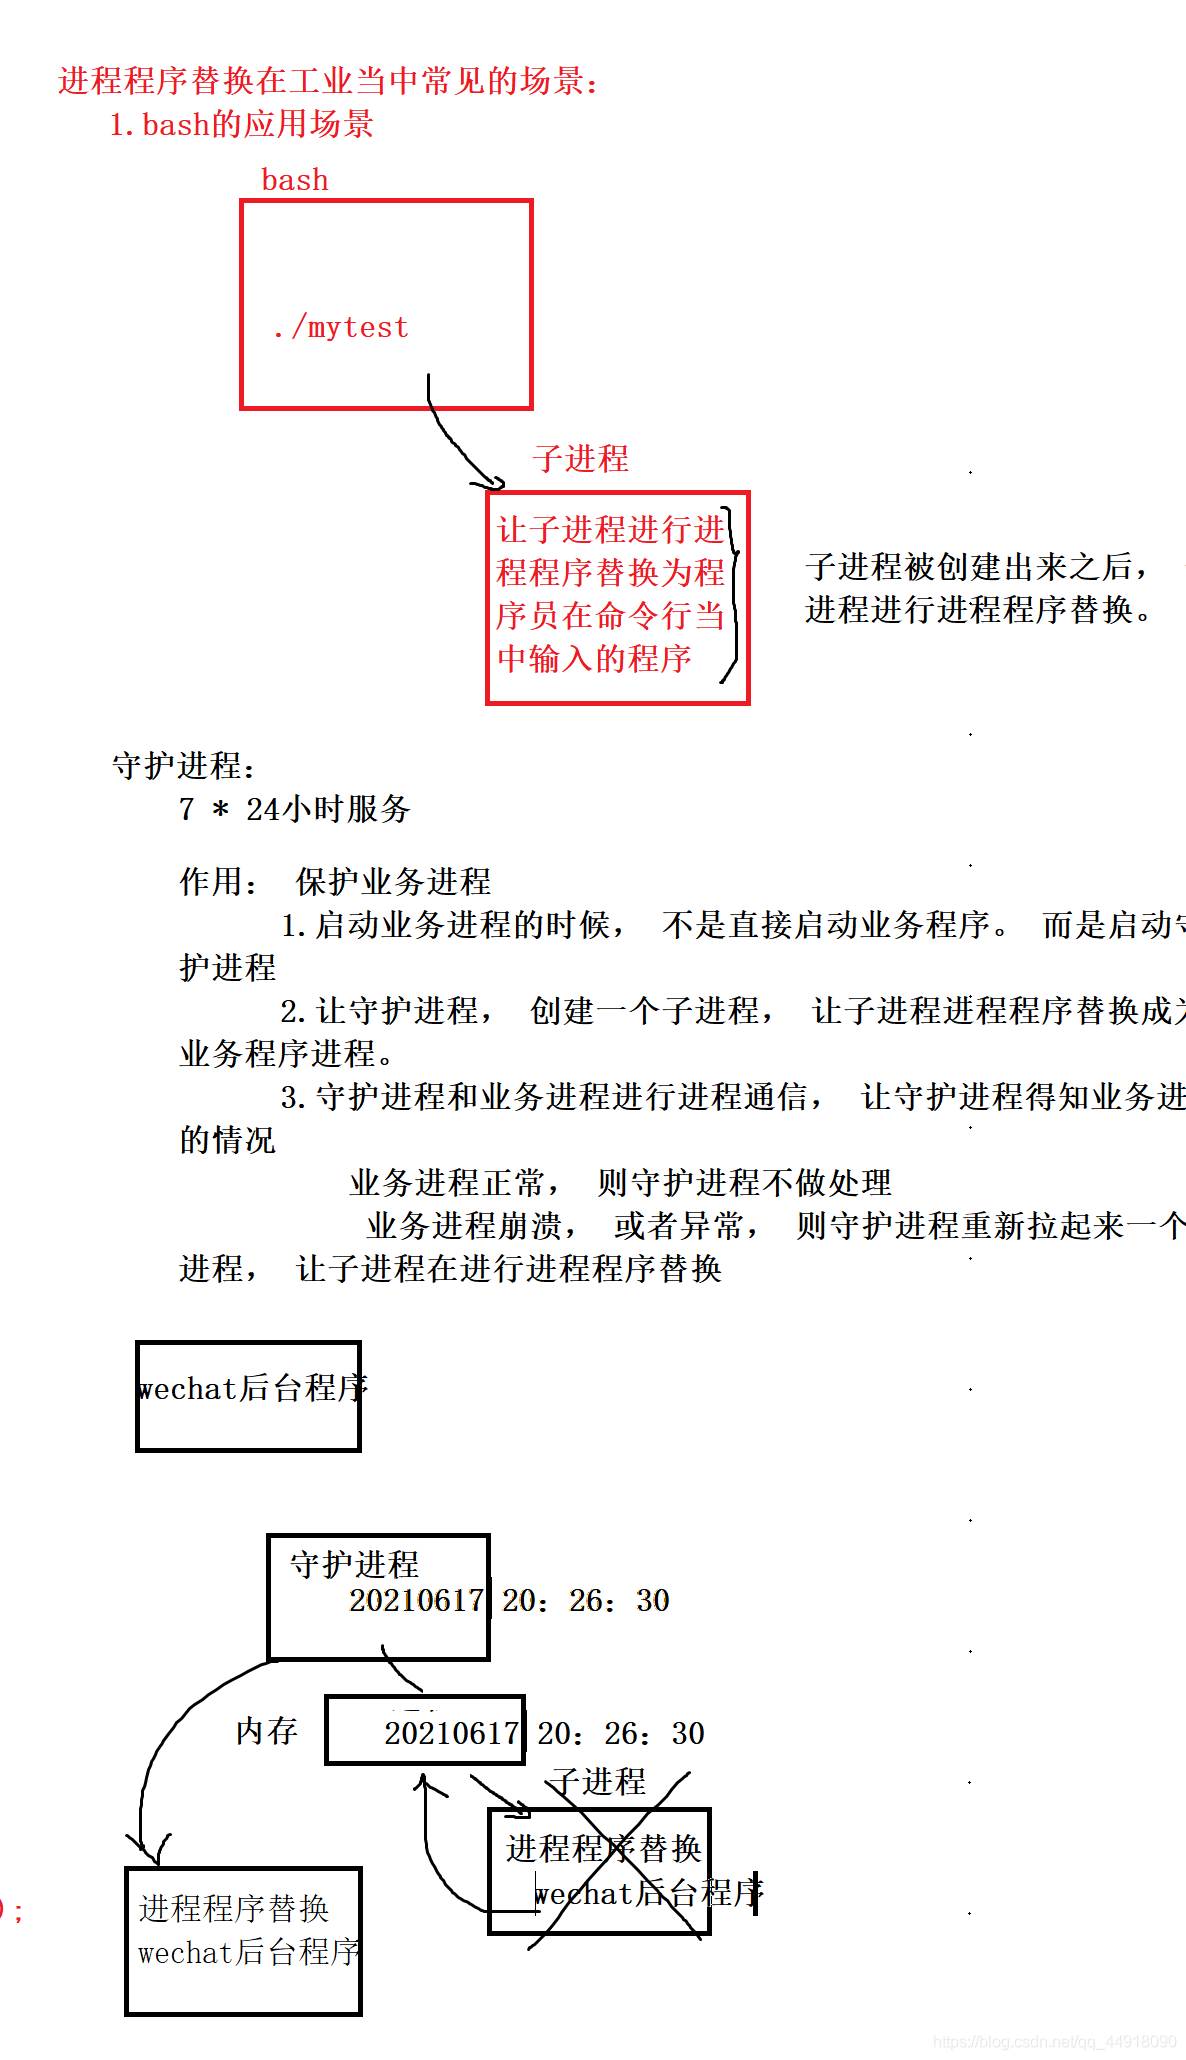 进程程序替换在工业当中常见的场景：
1.bash的应用场景
bash
./mytest
子进程
让子进程进行进
程程序替换为程
序员在命令行当
中输入的程序
子进程被创建出来之后，
进程进行进程程序替换。
守护进程：
7 * 24小时服务
作用： 保护业务进程
1.启动业务进程的时候， 不是直接启动业务程序。 而是启动守
护进程
2.让守护进程， 创建一个子进程， 让子进程进程程序替换成为
业务程序进程。
3.守护进程和业务进程进行进程通信， 让守护进程得知业务进
的情况
业务进程正常， 则守护进程不做处理
业务进程崩溃， 或者异常， 则守护进程重新拉起来一个
进程， 让子进程在进行进程程序替换
wechat后台程序
守护进程
20210617 20：26：30
内存
20210617 20：26：30
子进程
进程程序替换
wechat后台程序
)；
进程程序替换
wechat后台程序
https://blog.csdn.net/qq_44918090